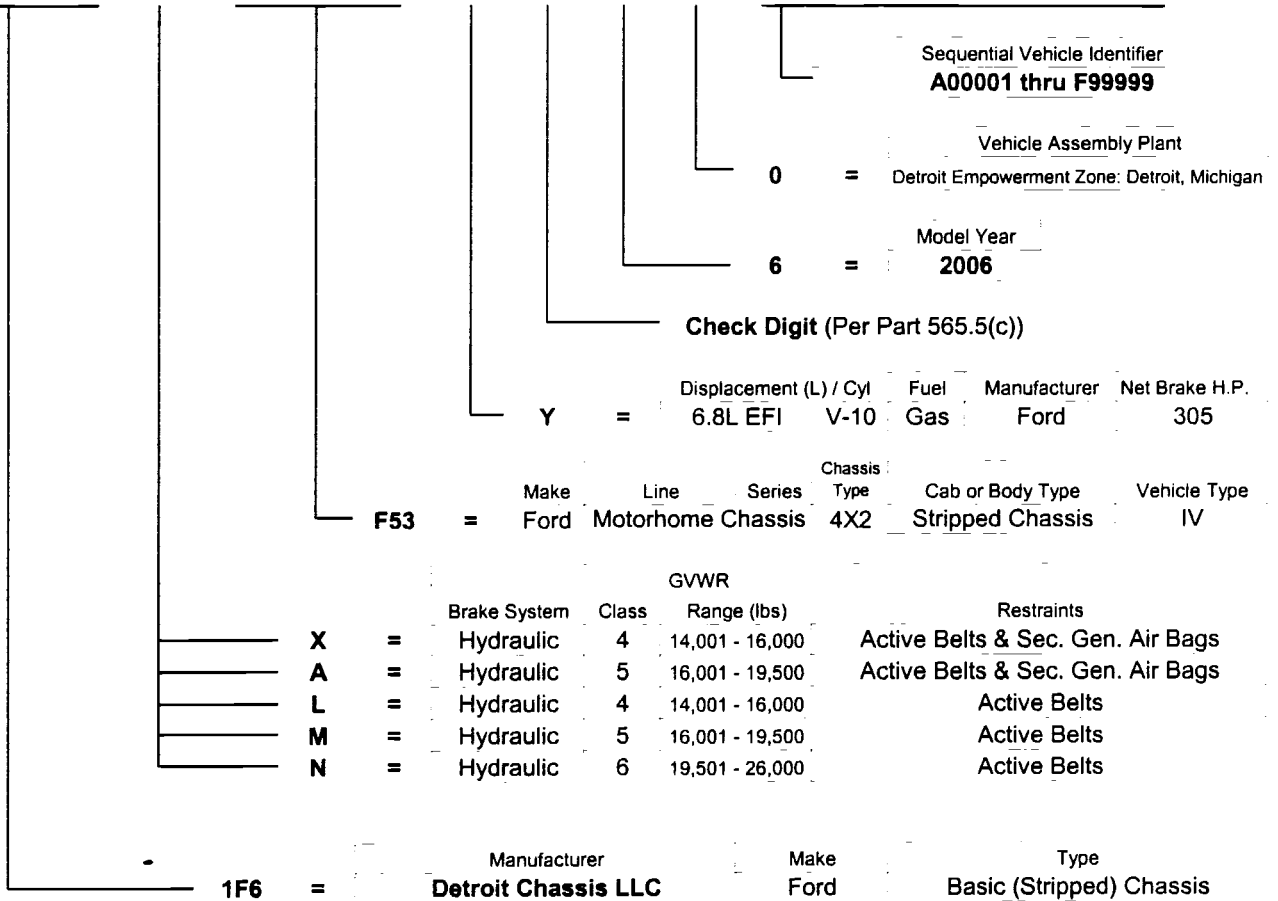 Sequential Vehicle Identifier
A00001 thru F99999
Vehicle Assembly Plant
0 = Detroit Empowerment Zone: Detroit, Michigan
Model Year
6 = 2006
Check Digit (Per Part 565.5(c))
Displacement (L) / Cyl Fuel Manufacturer Net Brake H.P.
Y = 6.8L EFI V-10 Gas Ford 305
Chassis
Make Line Series Type Cab or Body Type Vehicle Type
F53 = Ford Motorhome Chassis 4X2 Stripped Chassis IV
GVWR
Brake System Class Range (lbs) Restraints
X = Hydraulic 4 14,001 - 16,000 Active Belts & Sec. Gen. Air Bags
A = Hydraulic 5 16,001 - 19,500 Active Belts & Sec. Gen. Air Bags
L = Hydraulic 4 14,001 - 16,000 Active Belts
M = Hydraulic 5 16,001 - 19,500 Active Belts
N = Hydraulic 6 19,501 - 26,000 Active Belts
Manufacturer Make Type
1F6 = Detroit Chassis LLC Ford Basic (Stripped) Chassis